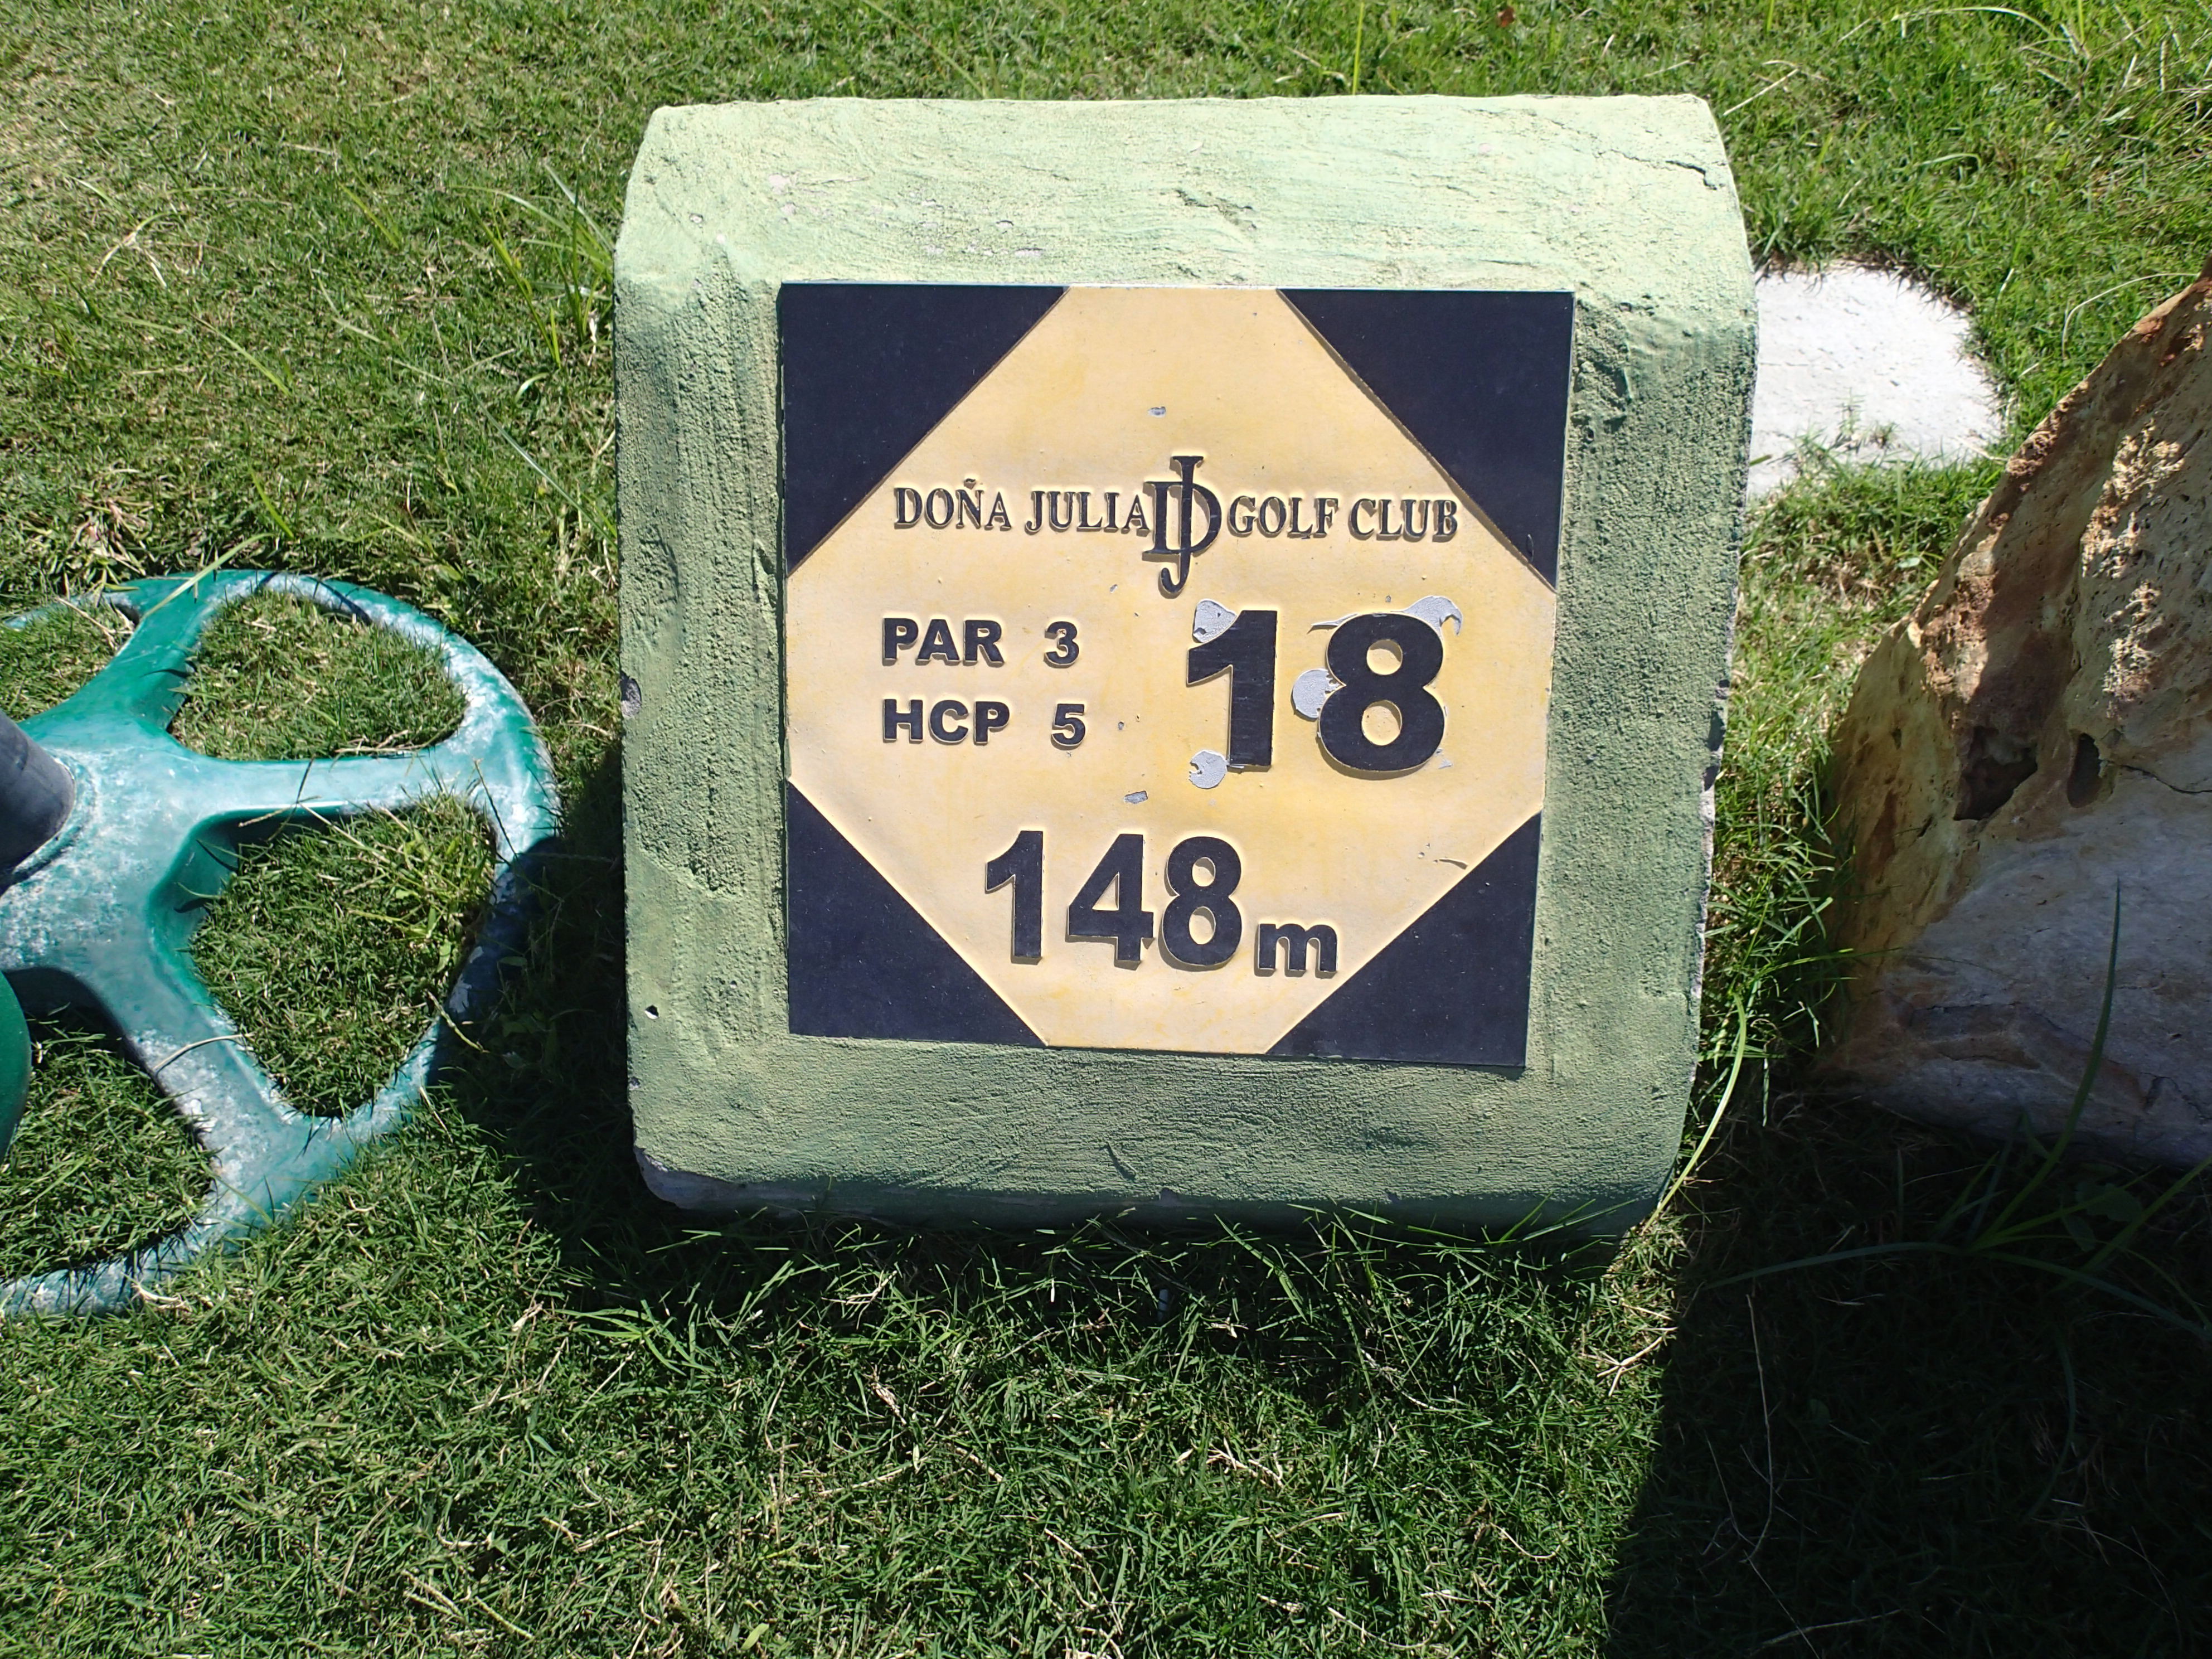 DOÑA JULIA DJ GOLF CLUB
PAR 3
HCP 5
18
148m